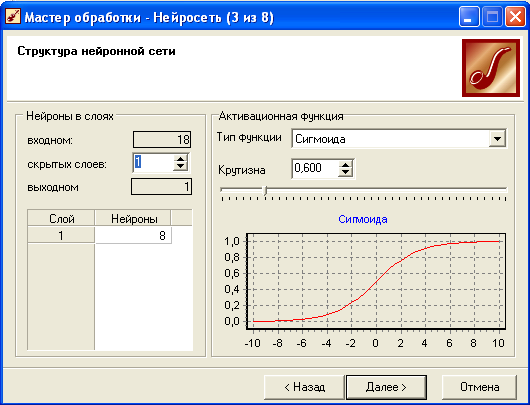 Мастер обработки - Нейросеть (3 из 8)
Структура нейронной сети
Нейроны в слоях
входном: 18
скрытых слоев: 1
выходном 1
Слой Нейроны
1 8
Активационная функция
Тип функции Сигмоида
Крутизна 0,600
Сигмоида
1,0
0,8
0,6
0,4
0,2
0,0
-10 -8 -6 -4 -2 0 2 4 6 8 10
< Назад Далее > Отмена